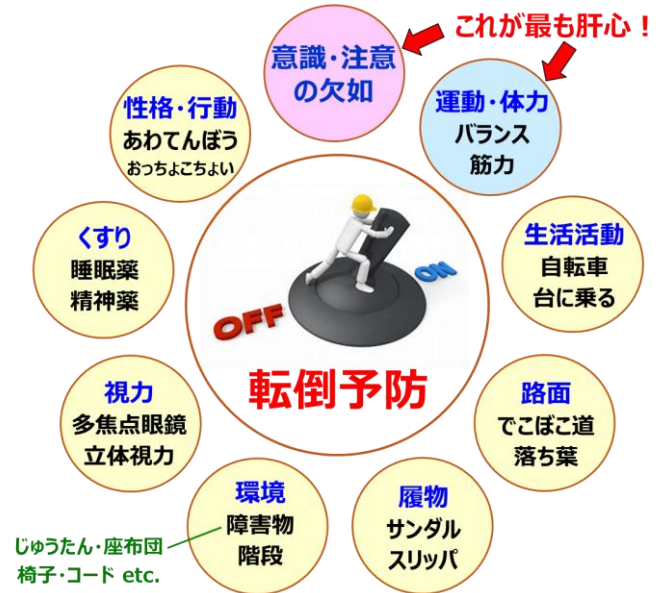 これが最も肝心！
意識・注意
の欠如
運動・体力
バランス
筋力
生活活動
自転車
台に乗る
路面
でこぼこ道
落ち葉
履物
サンダル
スリッパ
環境
障害物
階段
じゅうたん・座布団
椅子・コード etc.
視力
多焦点眼鏡
立体視力
くすり
睡眠薬
精神薬
性格・行動
あわてんぼう
おっちょこちょい
OFF
ON
転倒予防